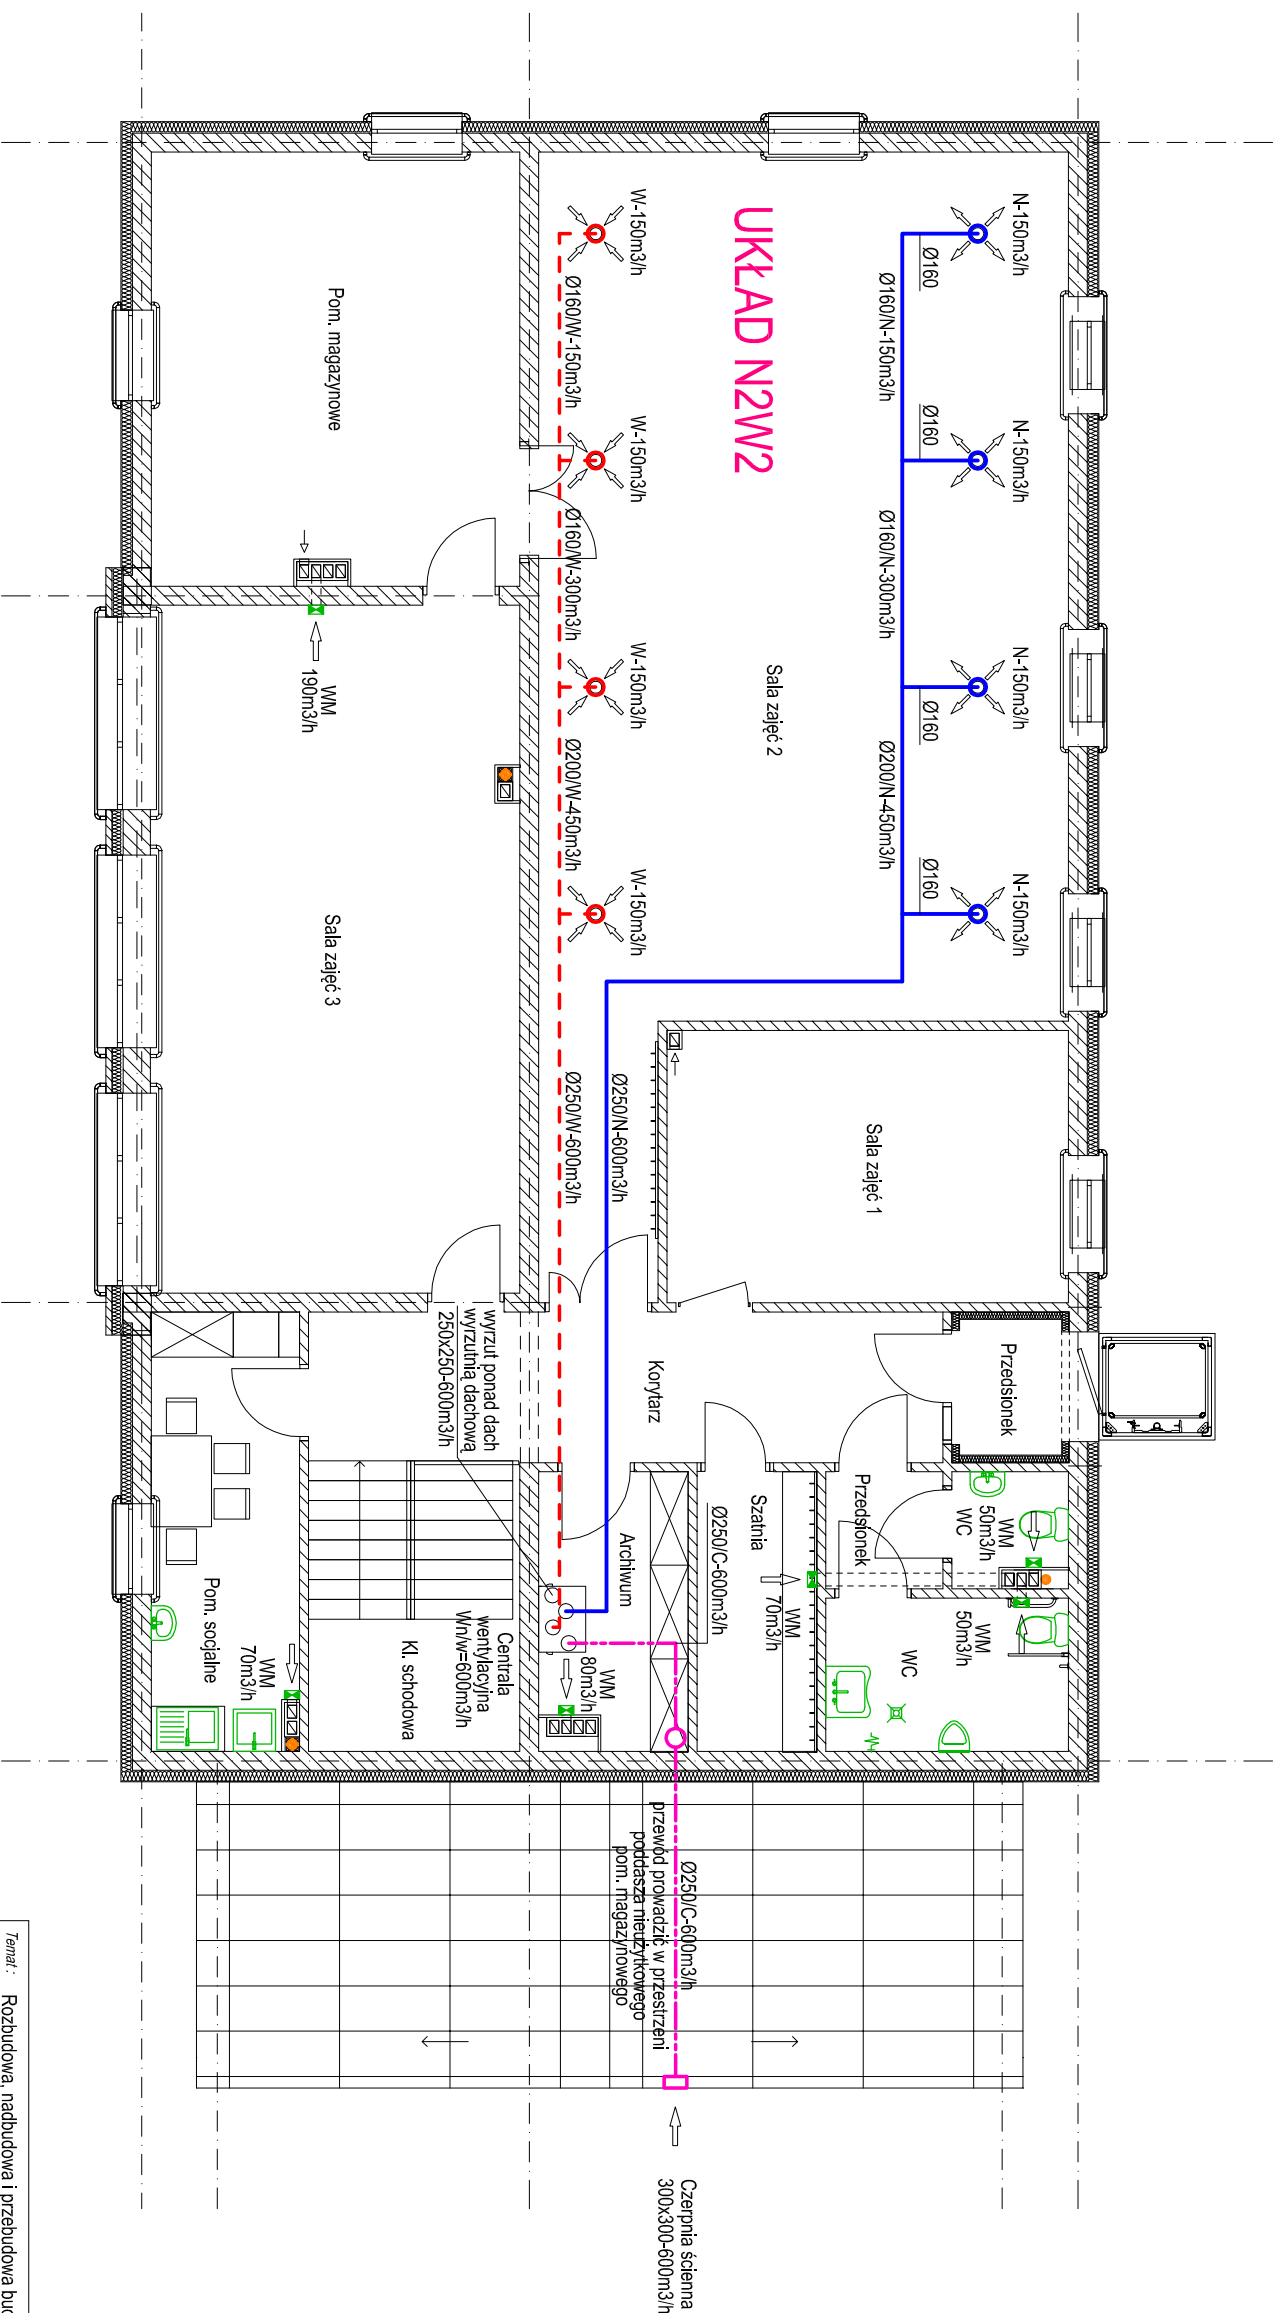 N-150m3/h
N-150m3/h
N-150m3/h
N-150m3/h
Ø160
Ø160
Ø160
Ø160
Ø160/N-150m3/h
Ø160/N-300m3/h
Ø200/N-450m3/h
UKŁAD N2W2
Sala zajęć 2
Sala zajęć 1
W-150m3/h
W-150m3/h
W-150m3/h
W-150m3/h
Ø250/N-600m3/h
Ø160/W-150m3/h
Ø160/W-300m3/h
Ø200/W-450m3/h
Ø250/W-600m3/h
Pom. magazynowe
WM
190m3/h
Sala zajęć 3
Przedsionek
WM
50m3/h
WC
WM
50m3/h
WC
Przedsionek
WM
70m3/h
Szatnia
Ø250/C-600m3/h
Korytarz
Archiwum
WM
80m3/h
wyrzut ponad dach
wyrzutnią dachową
250x250-600m3/h
Centrala
wentylacyjna
Wn/w=600m3/h
Kl. schodowa
WM
70m3/h
Pom. socjalne
Ø250/C-600m3/h
przewód prowadzić w przestrzeni
poddasza nieużytkowego
pom. magazynowego
Czerpnia ścienna
300x300-600m3/h
Temat : Rozbudowa, nadbudowa i przebudowa